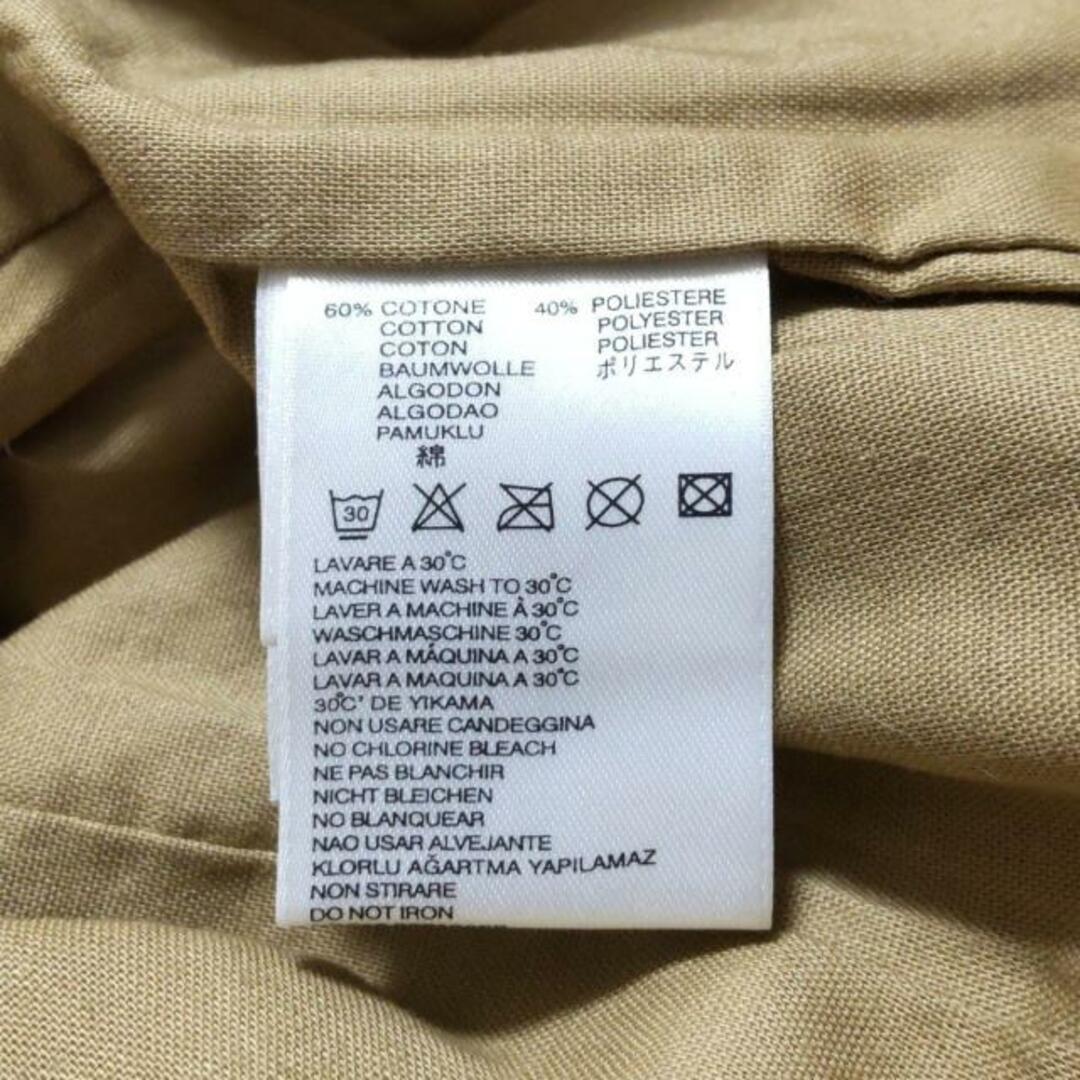 60% COTONE
COTTON
COTON
BAUMWOLLE
ALGODON
ALGODAO
PAMUKLU
綿
40% POLIESTERE
POLYESTER
POLIESTER
ポリエステル
30
LAVARE A 30°C
MACHINE WASH TO 30°C
LAVER A MACHINE À 30°C
WASCHMASCHINE 30°C
LAVAR A MÁQUINA A 30°C
LAVAR A MAQUINA A 30°C
30°C' DE YIKAMA
NON USARE CANDEGGINA
NO CHLORINE BLEACH
NE PAS BLANCHIR
NICHT BLEICHEN
NO BLANQUEAR
NAO USAR ALVEJANTE
KLORLU AĞARTMA YAPILAMAZ
NON STIRARE
DO NOT IRON